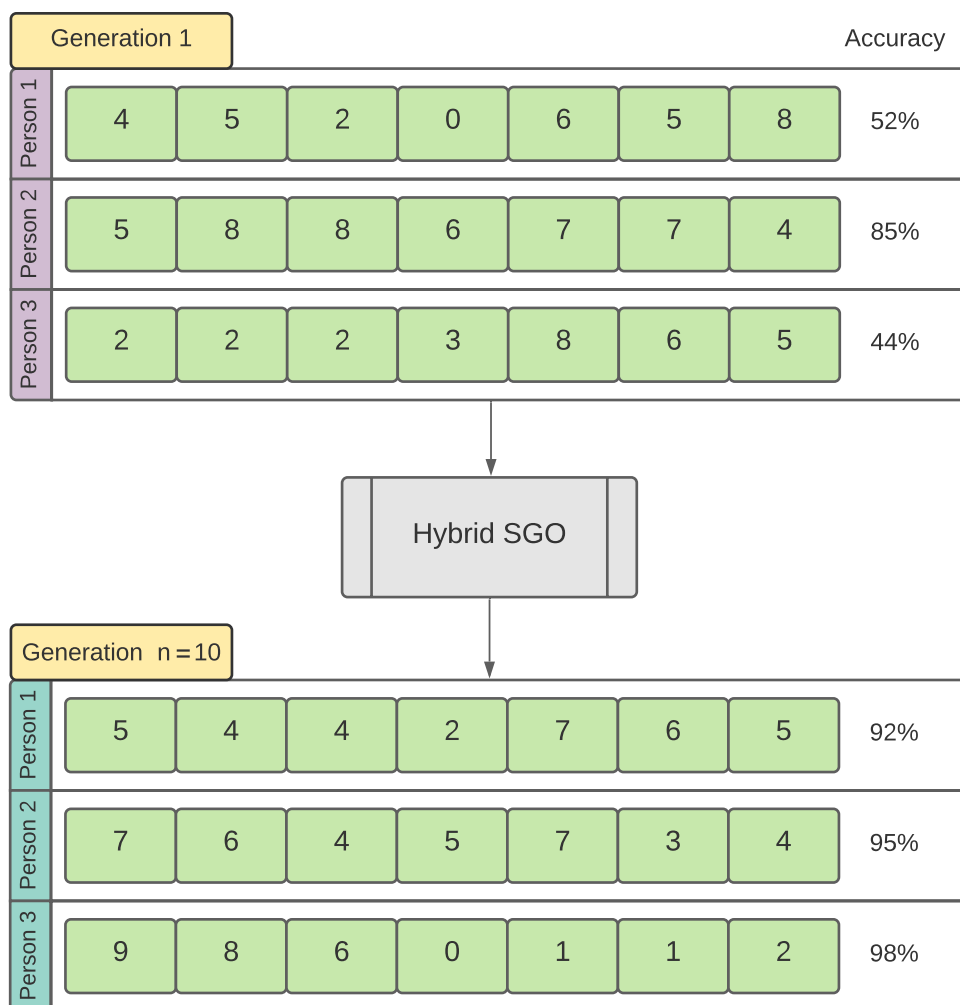 Generation 1
Accuracy
Person 1
4 5 2 0 6 5 8 52%
Person 2
5 8 8 6 7 7 4 85%
Person 3
2 2 2 3 8 6 5 44%
Hybrid SGO
Generation n = 10
Person 1
5 4 4 2 7 6 5 92%
Person 2
7 6 4 5 7 3 4 95%
Person 3
9 8 6 0 1 1 2 98%